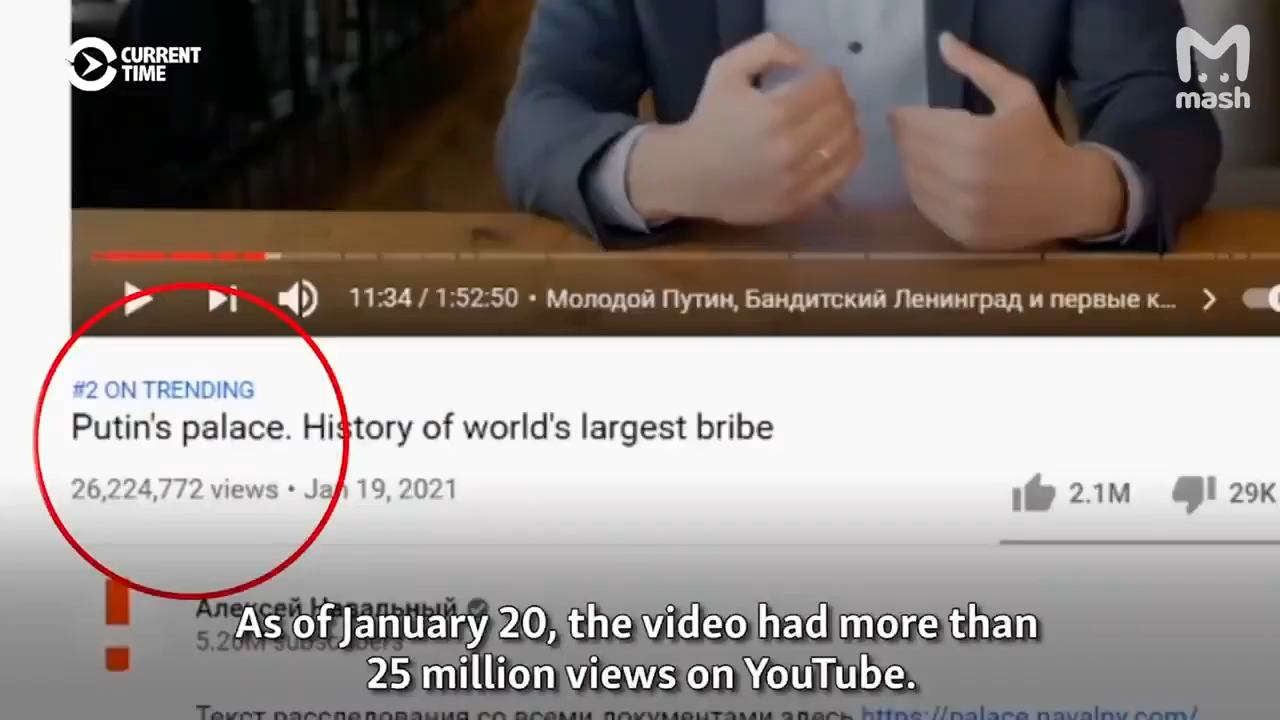 CURRENT
TIME
mash
11:34 / 1:52:50 • Молодой Путин, Бандитский Ленинград и первые к...
#2 ON TRENDING
Putin's palace. History of world's largest bribe
26,224,772 views • Jan 19, 2021
2.1M
29K
Алексей Навальный
5.26M subscribers
As of January 20, the video had more than
25 million views on YouTube.
Текст расследования со всеми документами здесь https://palace.navalny.com/